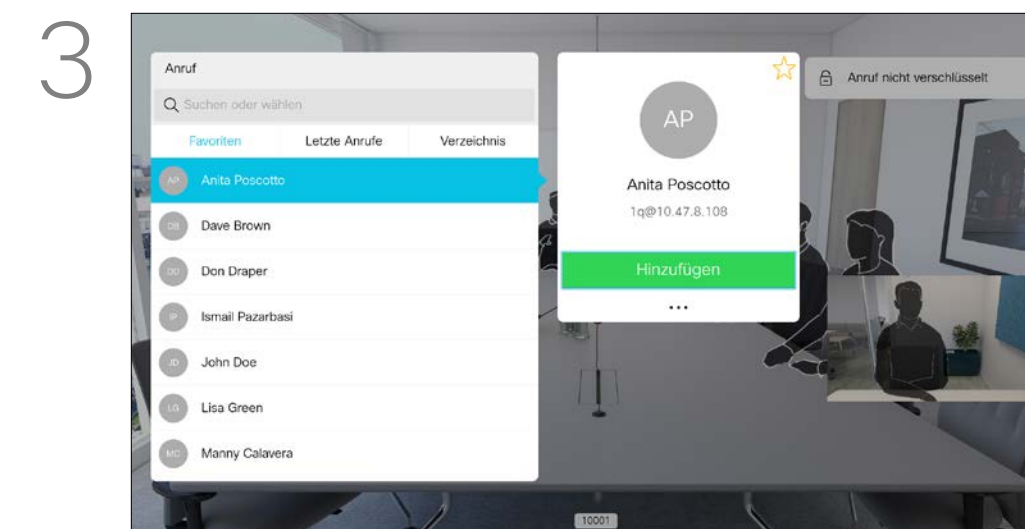 3
Anruf
Suchen oder wählen
Favoriten Letzte Anrufe Verzeichnis
AP Anita Poscotto
DB Dave Brown
DD Don Draper
IP Ismail Pazarbasi
JD John Doe
LG Lisa Green
MC Manny Calavera
AP
Anita Poscotto
1q@10.47.8.108
Hinzufügen
...
Anruf nicht verschlüsselt
10001